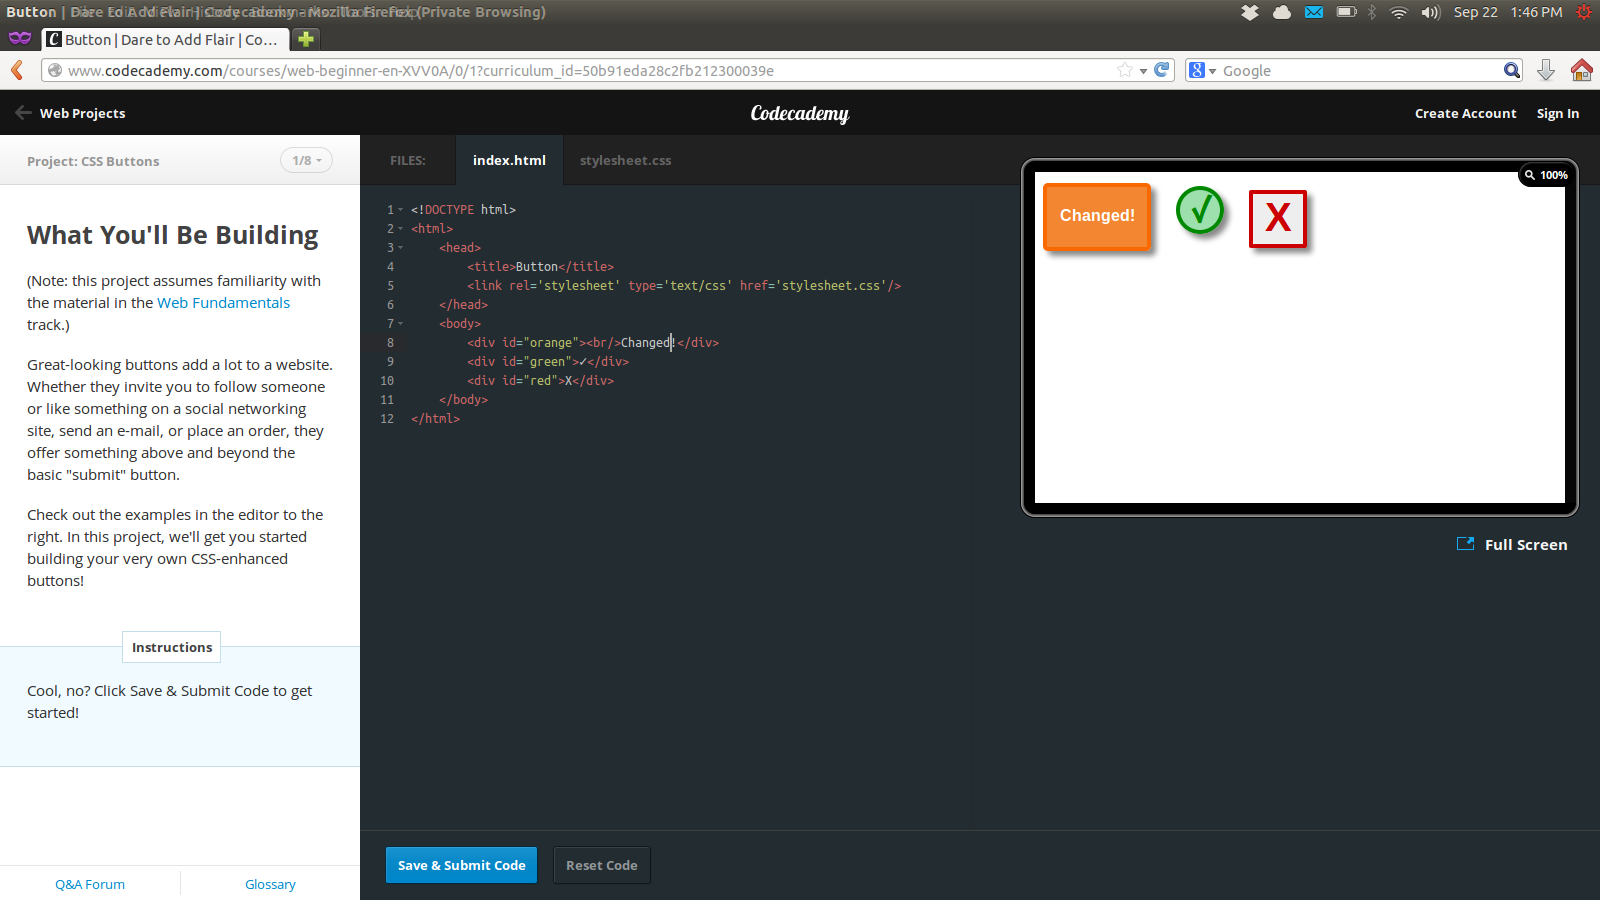 Button | Dare to Add Flair | Codecademy - Mozilla Firefox (Private Browsing)
Sep 22 1:46 PM
Button | Dare to Add Flair | Co...
www.codecademy.com/courses/web-beginner-en-XVV0A/0/1?curriculum_id=50b91eda28c2fb212300039e
Google
Web Projects
Codecademy
Create Account Sign In
Project: CSS Buttons
1/8
FILES:
index.html
stylesheet.css
What You'll Be Building
(Note: this project assumes familiarity with
the material in the Web Fundamentals
track.)
Great-looking buttons add a lot to a website.
Whether they invite you to follow someone
or like something on a social networking
site, send an e-mail, or place an order, they
offer something above and beyond the
basic "submit" button.
Check out the examples in the editor to the
right. In this project, we'll get you started
building your very own CSS-enhanced
buttons!
Instructions
Cool, no? Click Save & Submit Code to get
started!
Q&A Forum
Glossary
1 <!DOCTYPE html>
2 <html>
3 <head>
4 <title>Button</title>
5 <link rel='stylesheet' type='text/css' href='stylesheet.css'/>
6 </head>
7 <body>
8 <div id="orange"><br/>Changed!</div>
9 <div id="green">✓</div>
10 <div id="red">X</div>
11 </body>
12 </html>
Save & Submit Code
Reset Code
100%
Changed!
✓
X
Full Screen